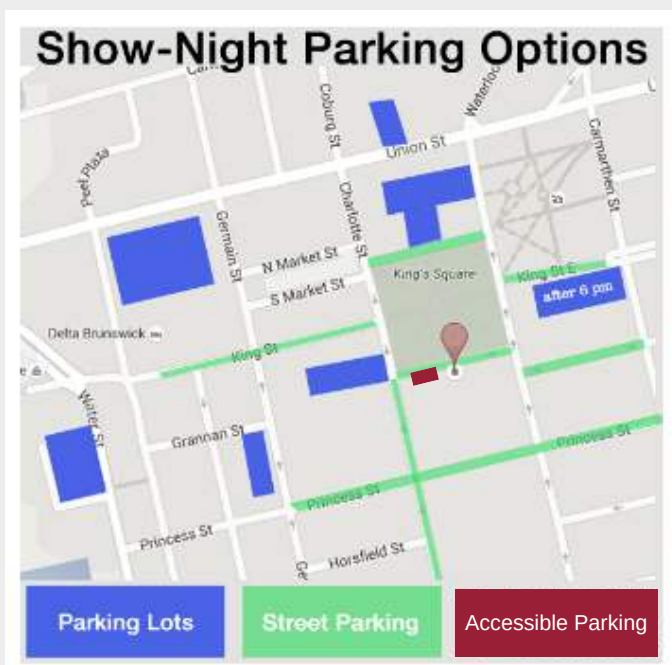 Show-Night Parking Options
Coburg St
Waterloo
Union St
Carmarthen St
Peel Plaza
Charlotte St
Germain St
N Market St
King's Square
King St E
S Market St
after 6 pm
Delta Brunswick
King St
Water St
Grannan St
Princess St
Princess St
Princess St
Horsfield St
Ge
Parking Lots
Street Parking
Accessible Parking